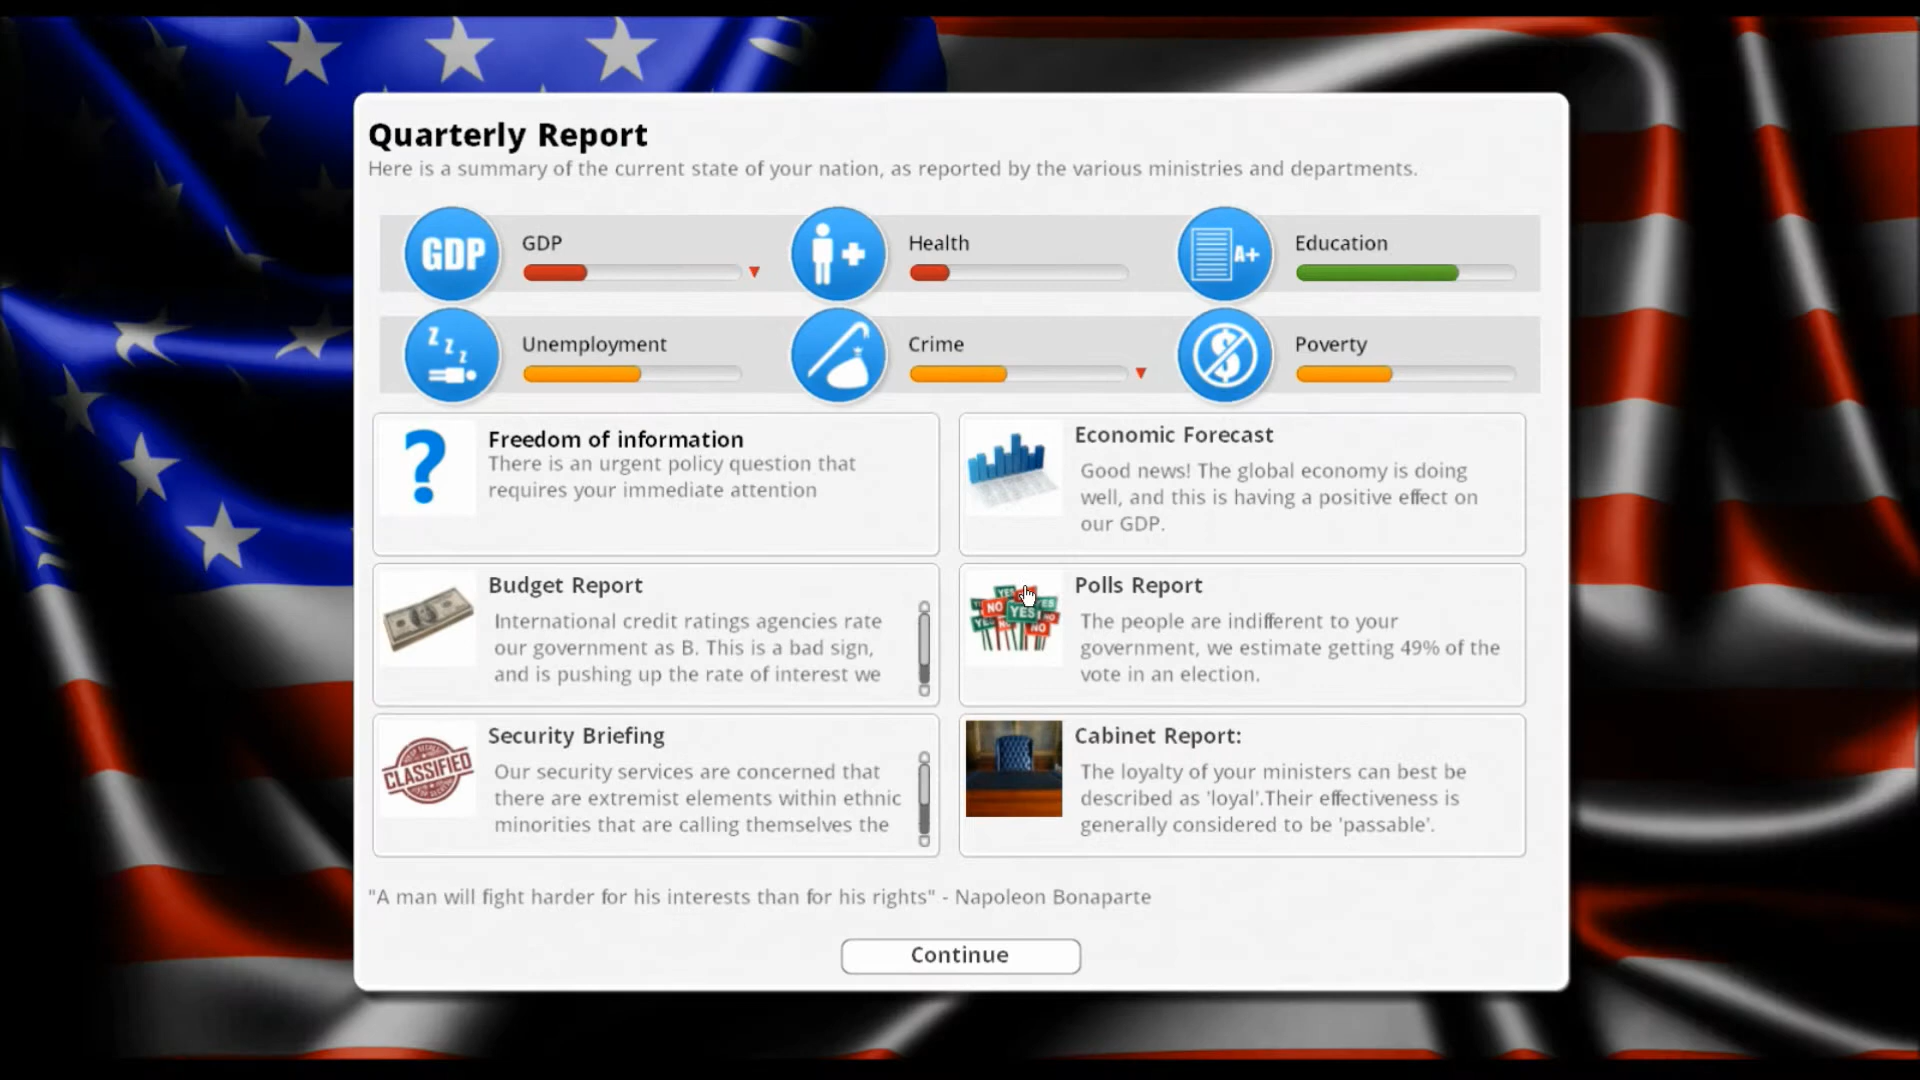 Quarterly Report
Here is a summary of the current state of your nation, as reported by the various ministries and departments.
GDP
GDP
Health
A+
Education
Z
Z
Z
Unemployment
Crime
$
Poverty
?
Freedom of information
There is an urgent policy question that
requires your immediate attention
Economic Forecast
Good news! The global economy is doing
well, and this is having a positive effect on
our GDP.
Budget Report
International credit ratings agencies rate
our government as B. This is a bad sign,
and is pushing up the rate of interest we
YES
NO
YES
YES
NO
Polls Report
The people are indifferent to your
government, we estimate getting 49% of the
vote in an election.
CLASSIFIED
Security Briefing
Our security services are concerned that
there are extremist elements within ethnic
minorities that are calling themselves the
Cabinet Report:
The loyalty of your ministers can best be
described as 'loyal'.Their effectiveness is
generally considered to be 'passable'.
"A man will fight harder for his interests than for his rights" - Napoleon Bonaparte
Continue